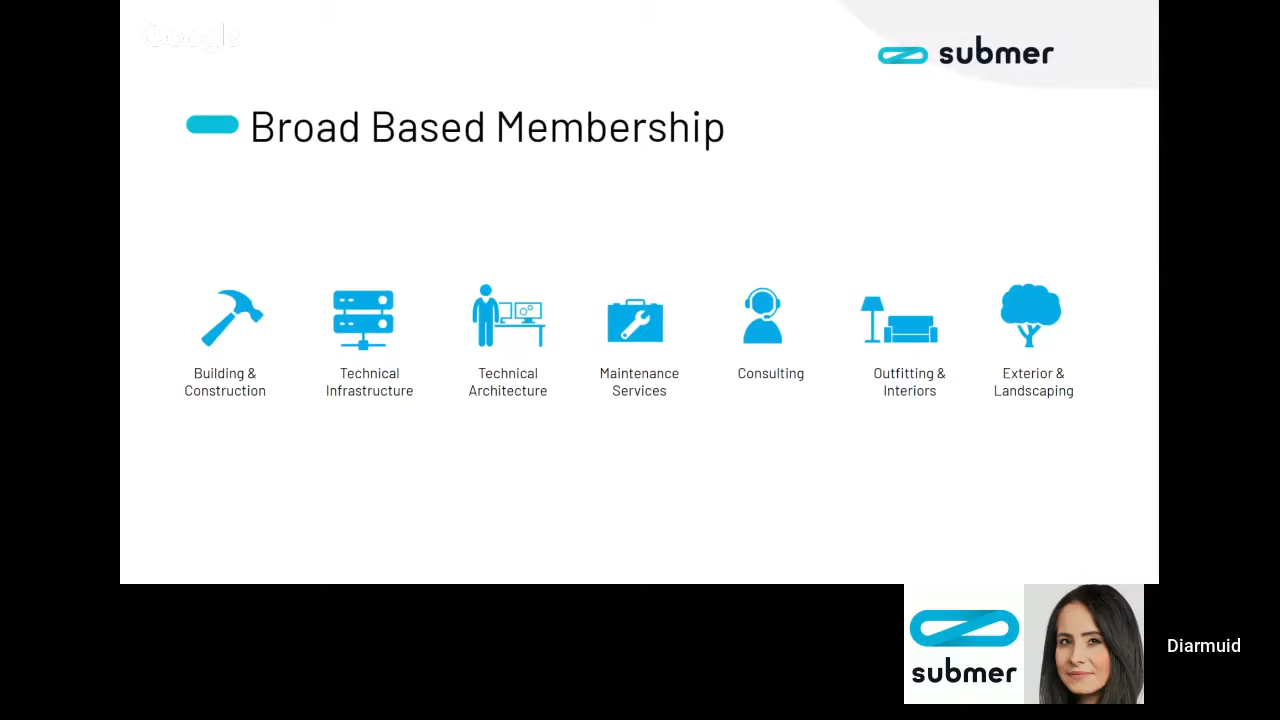 Google
submer
Broad Based Membership
Building &
Construction
Technical
Infrastructure
Technical
Architecture
Maintenance
Services
Consulting
Outfitting &
Interiors
Exterior &
Landscaping
submer
Diarmuid